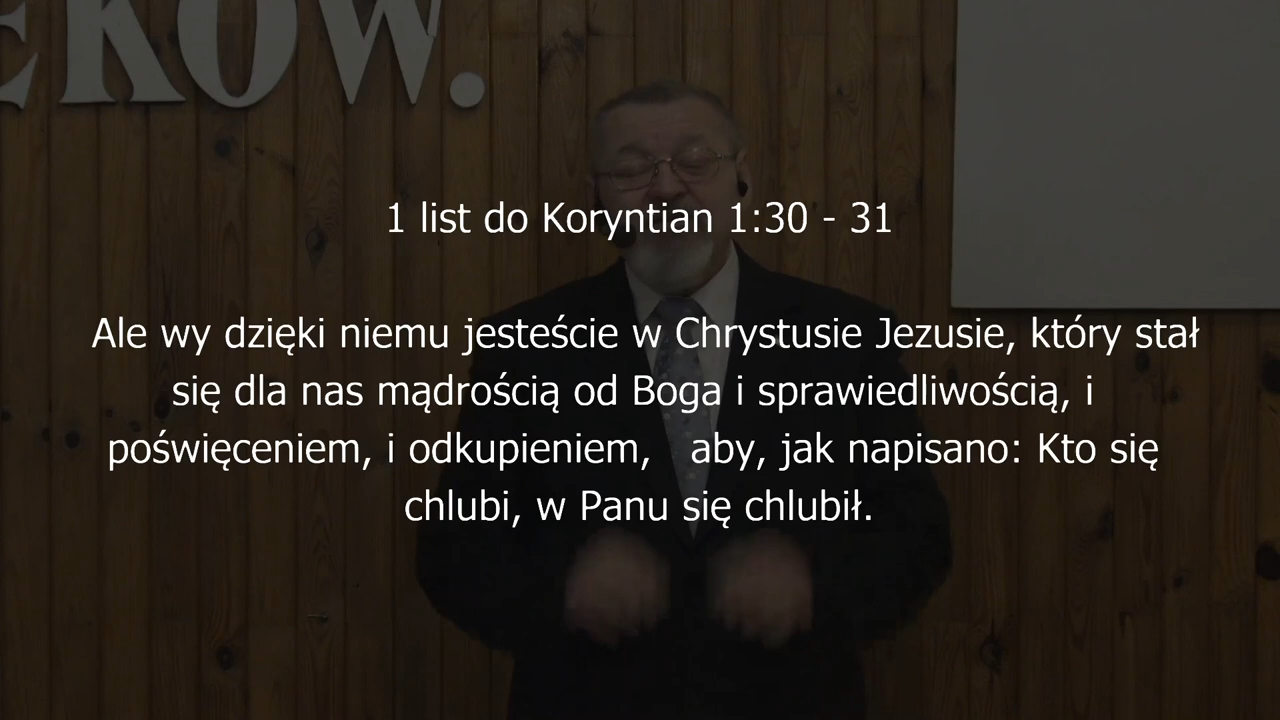 EKÓW.
1 list do Koryntian 1:30 - 31
Ale wy dzięki niemu jesteście w Chrystusie Jezusie, który stał
się dla nas mądrością od Boga i sprawiedliwością, i
poświęceniem, i odkupieniem, aby, jak napisano: Kto się
chlubi, w Panu się chlubił.